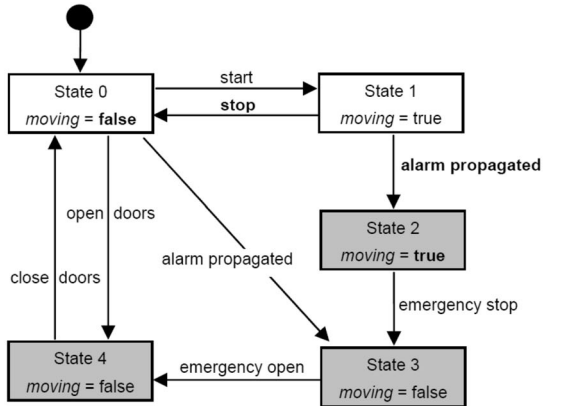 start
State 0
moving = false
stop
State 1
moving = true
alarm propagated
open doors
State 2
moving = true
alarm propagated
close doors
emergency stop
State 4
moving = false
emergency open
State 3
moving = false